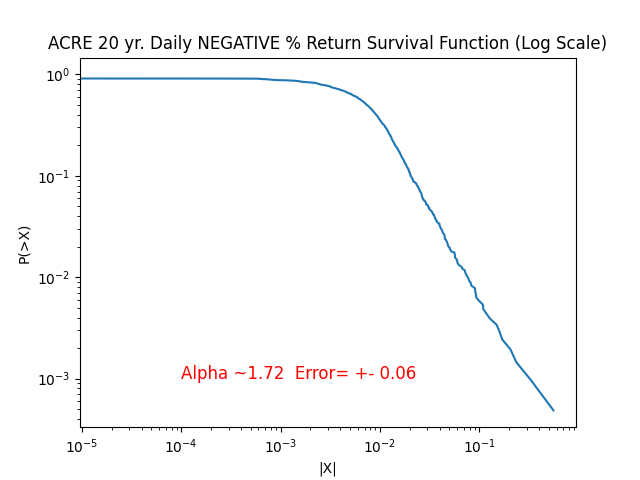 ACRE 20 yr. Daily NEGATIVE % Return Survival Function (Log Scale)
10⁰
10⁻¹
10⁻²
10⁻³
P(>X)
Alpha ~1.72  Error= +- 0.06
10⁻⁵ 10⁻⁴ 10⁻³ 10⁻² 10⁻¹
|X|